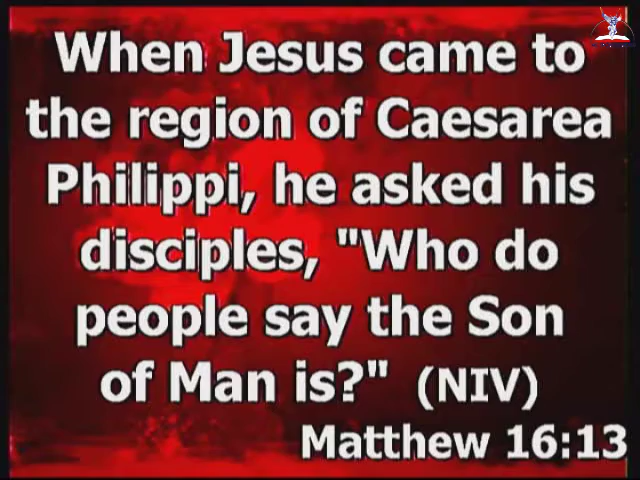 When Jesus came to
the region of Caesarea
Philippi, he asked his
disciples, "Who do
people say the Son
of Man is?" (NIV)
Matthew 16:13